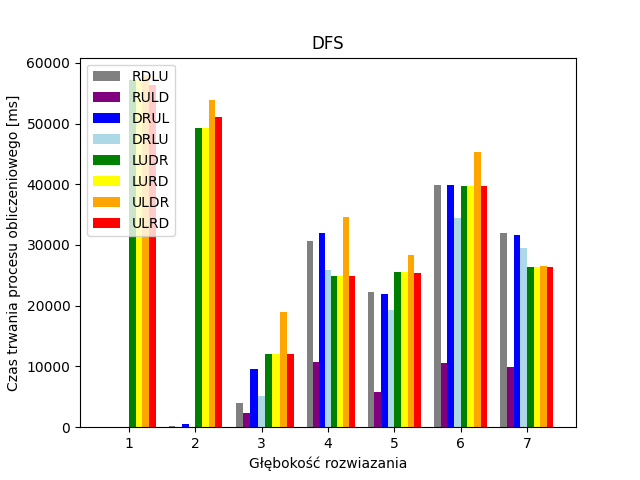 DFS
Czas trwania procesu obliczeniowego [ms]
60000
50000
40000
30000
20000
10000
0
RDLU
RULD
DRUL
DRLU
LUDR
LURD
ULDR
ULRD
1 2 3 4 5 6 7
Głębokość rozwiazania